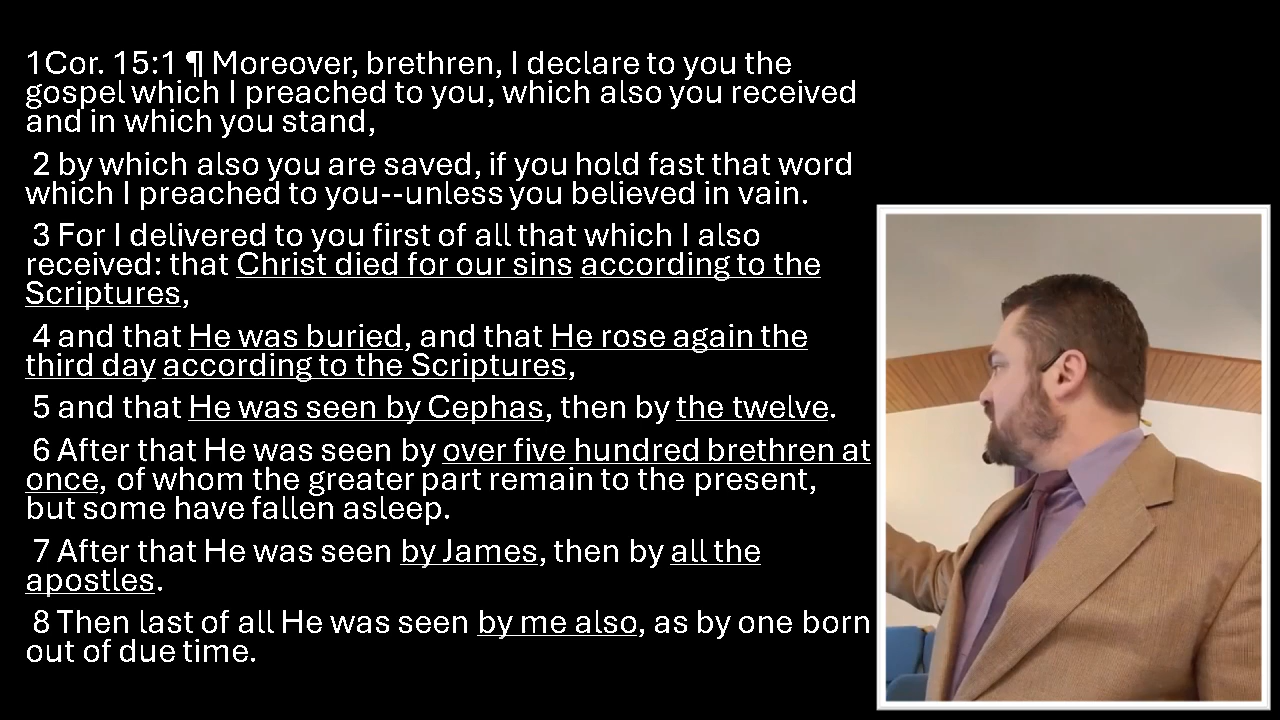 1Cor. 15:1 ¶ Moreover, brethren, I declare to you the
gospel which I preached to you, which also you received
and in which you stand,
2 by which also you are saved, if you hold fast that word
which I preached to you--unless you believed in vain.
3 For I delivered to you first of all that which I also
received: that Christ died for our sins according to the
Scriptures,
4 and that He was buried, and that He rose again the
third day according to the Scriptures,
5 and that He was seen by Cephas, then by the twelve.
6 After that He was seen by over five hundred brethren at
once, of whom the greater part remain to the present,
but some have fallen asleep.
7 After that He was seen by James, then by all the
apostles.
8 Then last of all He was seen by me also, as by one born
out of due time.